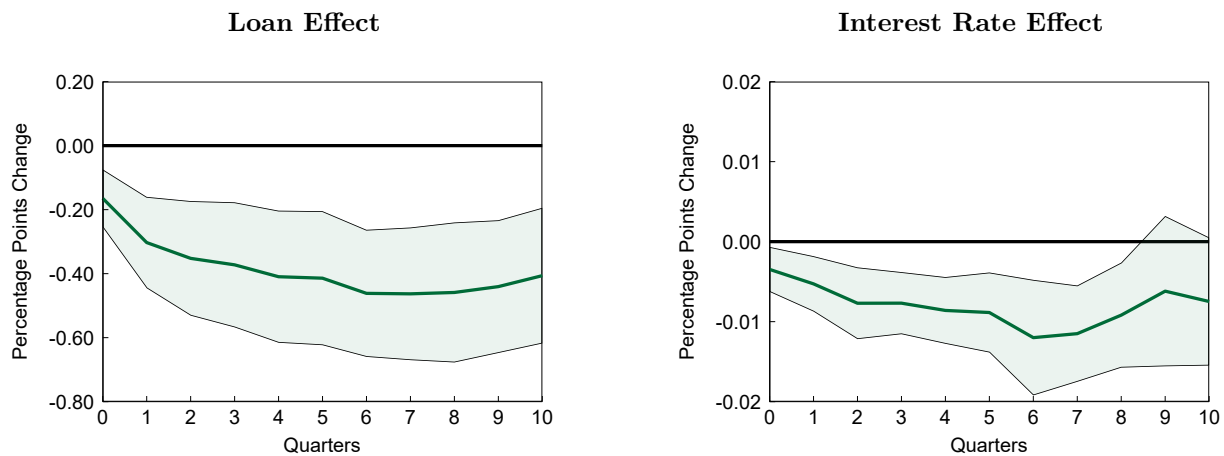 Loan Effect
Percentage Points Change
0.20
0.00
-0.20
-0.40
-0.60
-0.80
0 1 2 3 4 5 6 7 8 9 10
Quarters
Interest Rate Effect
Percentage Points Change
0.02
0.01
0.00
-0.01
-0.02
0 1 2 3 4 5 6 7 8 9 10
Quarters